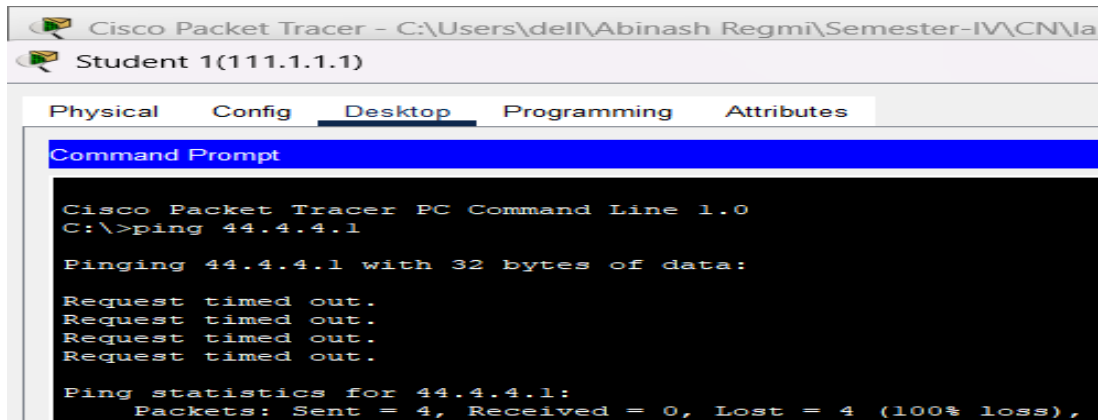 Cisco Packet Tracer - C:\Users\dell\Abinash Regmi\Semester-IV\CN\la
Student 1(111.1.1.1)
Physical Config Desktop Programming Attributes
Command Prompt
Cisco Packet Tracer PC Command Line 1.0
C:\>ping 44.4.4.1
Pinging 44.4.4.1 with 32 bytes of data:
Request timed out.
Request timed out.
Request timed out.
Request timed out.
Ping statistics for 44.4.4.1:
Packets: Sent = 4, Received = 0, Lost = 4 (100% loss),